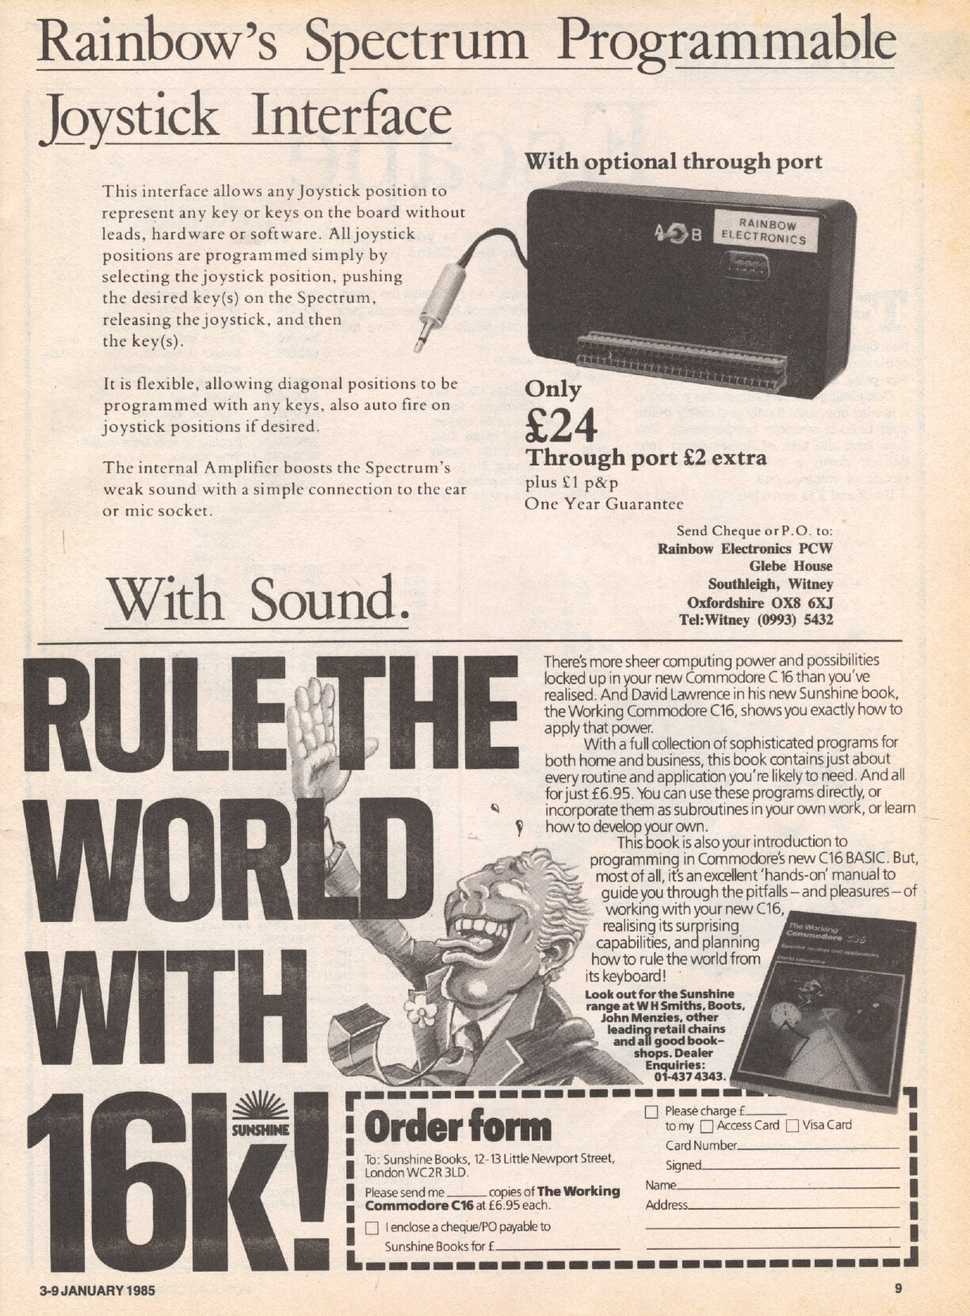 Rainbow's Spectrum Programmable
Joystick Interface
This interface allows any Joystick position to
represent any key or keys on the board without
leads, hardware or software. All joystick
positions are programmed simply by
selecting the joystick position, pushing
the desired key(s) on the Spectrum,
releasing the joystick, and then
the key(s).
It is flexible, allowing diagonal positions to be
programmed with any keys, also auto fire on
joystick positions if desired.
The internal Amplifier boosts the Spectrum's
weak sound with a simple connection to the ear
or mic socket.
With Sound.
With optional through port
A B
RAINBOW
ELECTRONICS
Only
£24
Through port £2 extra
plus £1 p&p
One Year Guarantee
Send Cheque or P.O. to:
Rainbow Electronics PCW
Glebe House
Southleigh, Witney
Oxfordshire OX8 6XJ
Tel: Witney (0993) 5432
RULE THE
WORLD
WITH
16k!
SUNSHINE
There's more sheer computing power and possibilities
locked up in your new Commodore C16 than you've
realised. And David Lawrence in his new Sunshine book,
the Working Commodore C16, shows you exactly how to
apply that power.
With a full collection of sophisticated programs for
both home and business, this book contains just about
every routine and application you're likely to need. And all
for just £6.95. You can use these programs directly, or
incorporate them as subroutines in your own work, or learn
how to develop your own.
This book is also your introduction to
programming in Commodore's new C16 BASIC. But,
most of all, it's an excellent 'hands-on' manual to
guide you through the pitfalls – and pleasures – of
working with your new C16,
realising its surprising
capabilities, and planning
how to rule the world from
its keyboard!
Look out for the Sunshine
range at W H Smiths, Boots,
John Menzies, other
leading retail chains
and all good book-
shops. Dealer
Enquiries:
01-437 4343.
The Working
Commodore C16
David Lawrence
Order form
To: Sunshine Books, 12-13 Little Newport Street,
London WC2R 3LD.
Please send me ______ copies of The Working
Commodore C16 at £6.95 each.
I enclose a cheque/PO payable to
Sunshine Books for £
Please charge £
to my Access Card Visa Card
Card Number
Signed
Name
Address
3-9 JANUARY 1985
9